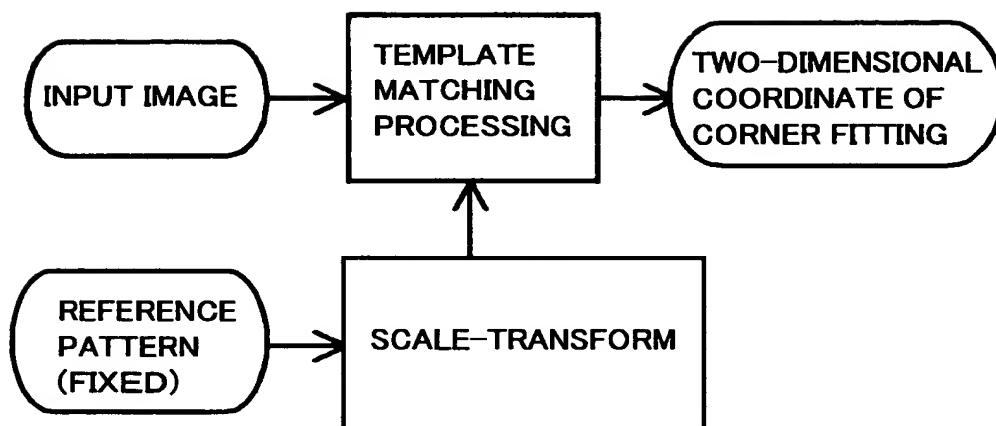 INPUT IMAGE
TEMPLATE
MATCHING
PROCESSING
TWO-DIMENSIONAL
COORDINATE OF
CORNER FITTING
REFERENCE
PATTERN
(FIXED)
SCALE-TRANSFORM